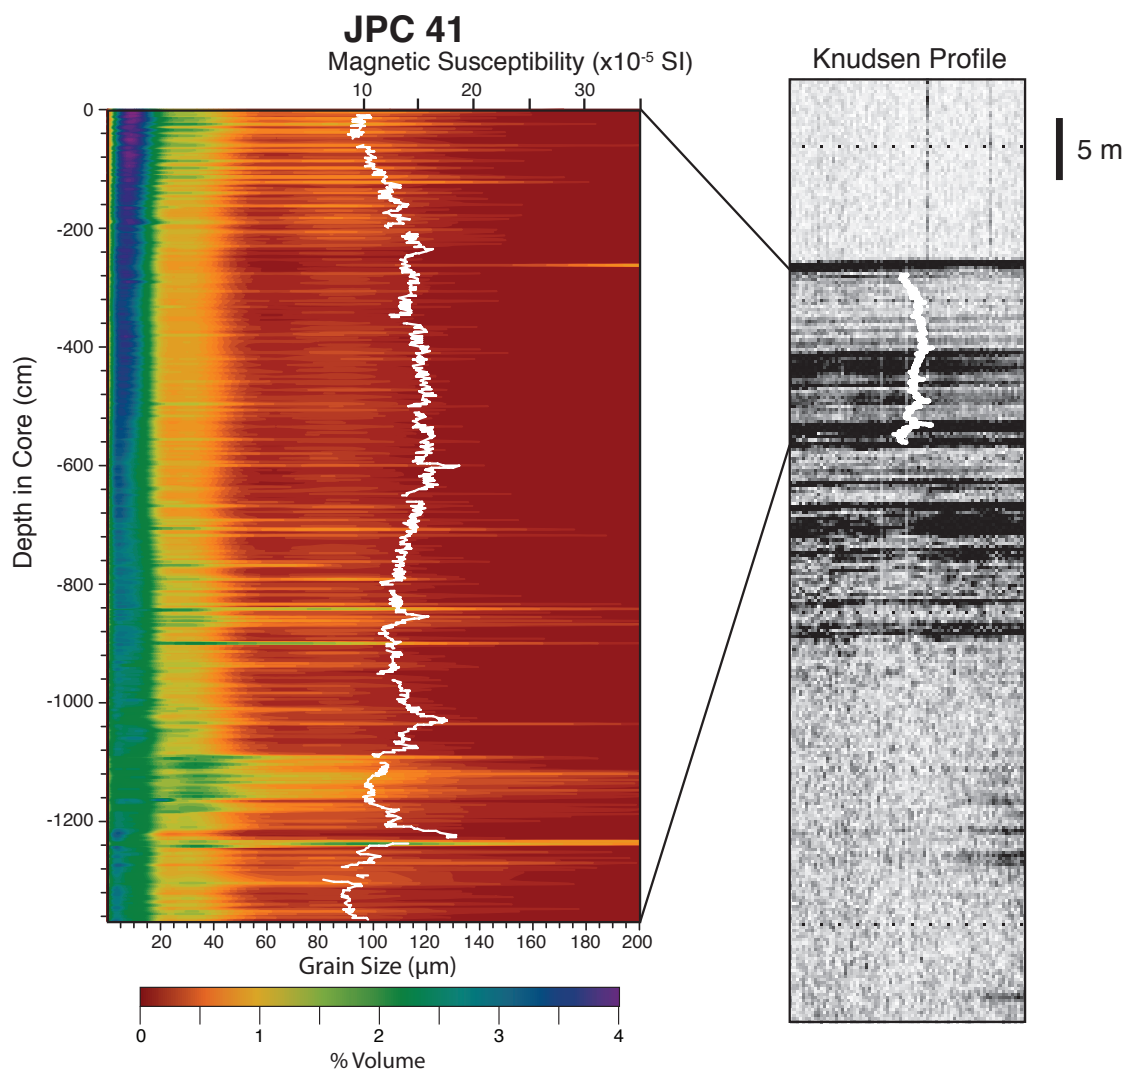 JPC 41
Magnetic Susceptibility (x10⁻⁵ SI)
10 20 30
Knudsen Profile
5 m
Depth in Core (cm)
0
-200
-400
-600
-800
-1000
-1200
20 40 60 80 100 120 140 160 180 200
Grain Size (μm)
0 1 2 3 4
% Volume